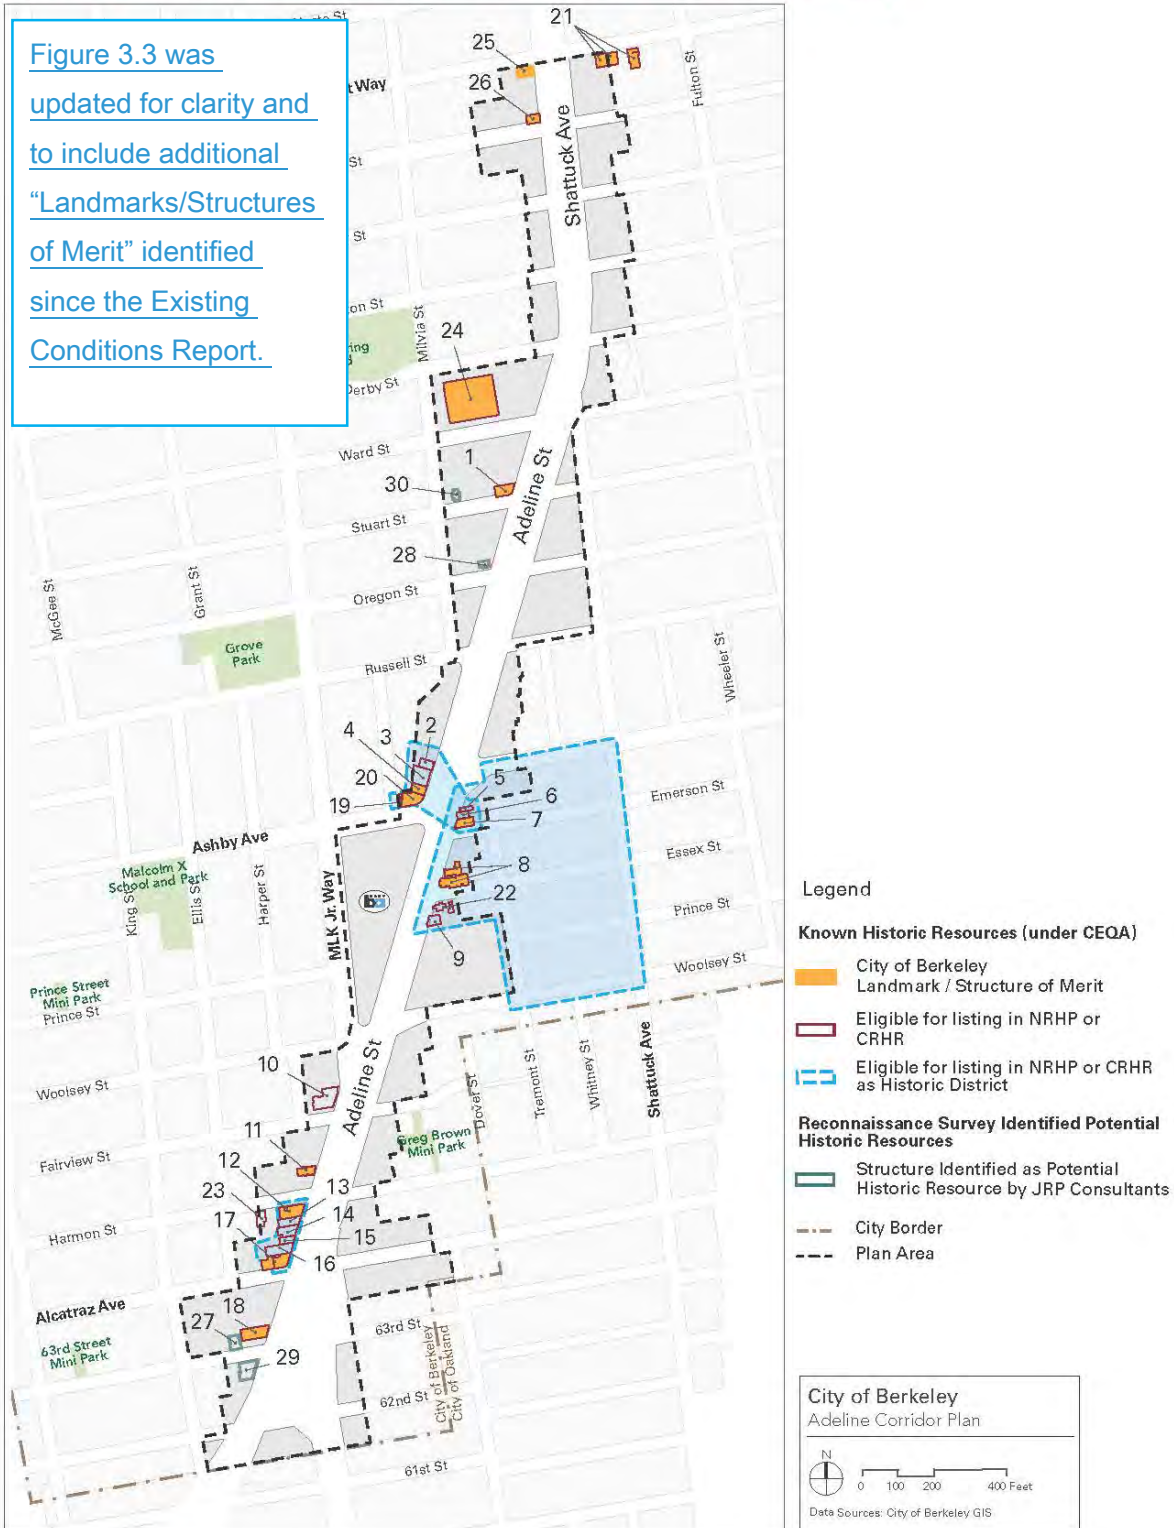 Figure 3.3 was
updated for clarity and
to include additional
“Landmarks/Structures
of Merit” identified
since the Existing
Conditions Report.
21
25
26
t Way
St
St
Fulton St
Shattuck Ave
on St
Milvia St
24
ring
Derby St
Ward St
1
30
Stuart St
Adeline St
28
Oregon St
McGee St
Grant St
Grove
Park
Russell St
Wheeler St
2
3
4
20
19
5
6
7
Emerson St
Ashby Ave
8
Essex St
Malcolm X
School and Park
King St
Ellis St
Harper St
MLK Jr. Way
22
Prince St
9
Woolsey St
Prince Street
Mini Park
Prince St
10
Adeline St
Dover St
Tremont St
Whitney St
Shattuck Ave
Woolsey St
11
Greg Brown
Mini Park
Fairview St
12
13
23
14
17
15
16
Harmon St
Alcatraz Ave
18
27
63rd St
63rd Street
Mini Park
29
City of Berkeley
City of Oakland
62nd St
61st St
Legend
Known Historic Resources (under CEQA)
City of Berkeley
Landmark / Structure of Merit
Eligible for listing in NRHP or
CRHR
Eligible for listing in NRHP or CRHR
as Historic District
Reconnaissance Survey Identified Potential
Historic Resources
Structure Identified as Potential
Historic Resource by JRP Consultants
City Border
Plan Area
City of Berkeley
Adeline Corridor Plan
N
0 100 200 400 Feet
Data Sources: City of Berkeley GIS